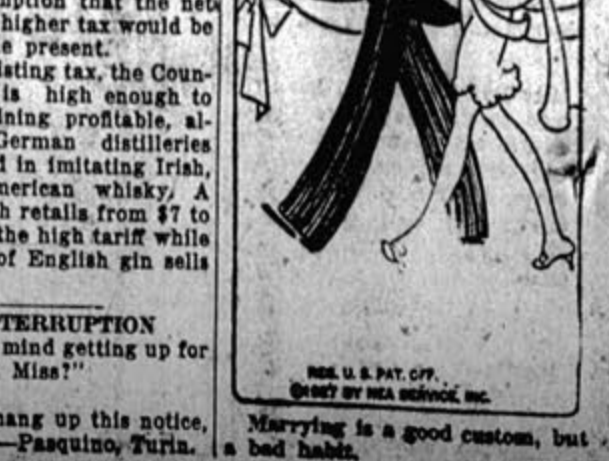 that the net
higher tax would be
e present.
isting tax, the Coun-
is high enough to
ining profitable, al-
German distilleries
d in imitating Irish,
merican whisky. A
h retails from $7 to
the high tariff while
of English gin sells
TERRUPTION
mind getting up for
Miss?"
hang up this notice,
—Pasquino, Turin.
REG. U. S. PAT. OFF.
©1927 BY NEA SERVICE, INC.
Marrying is a good custom, but
a bad habit.